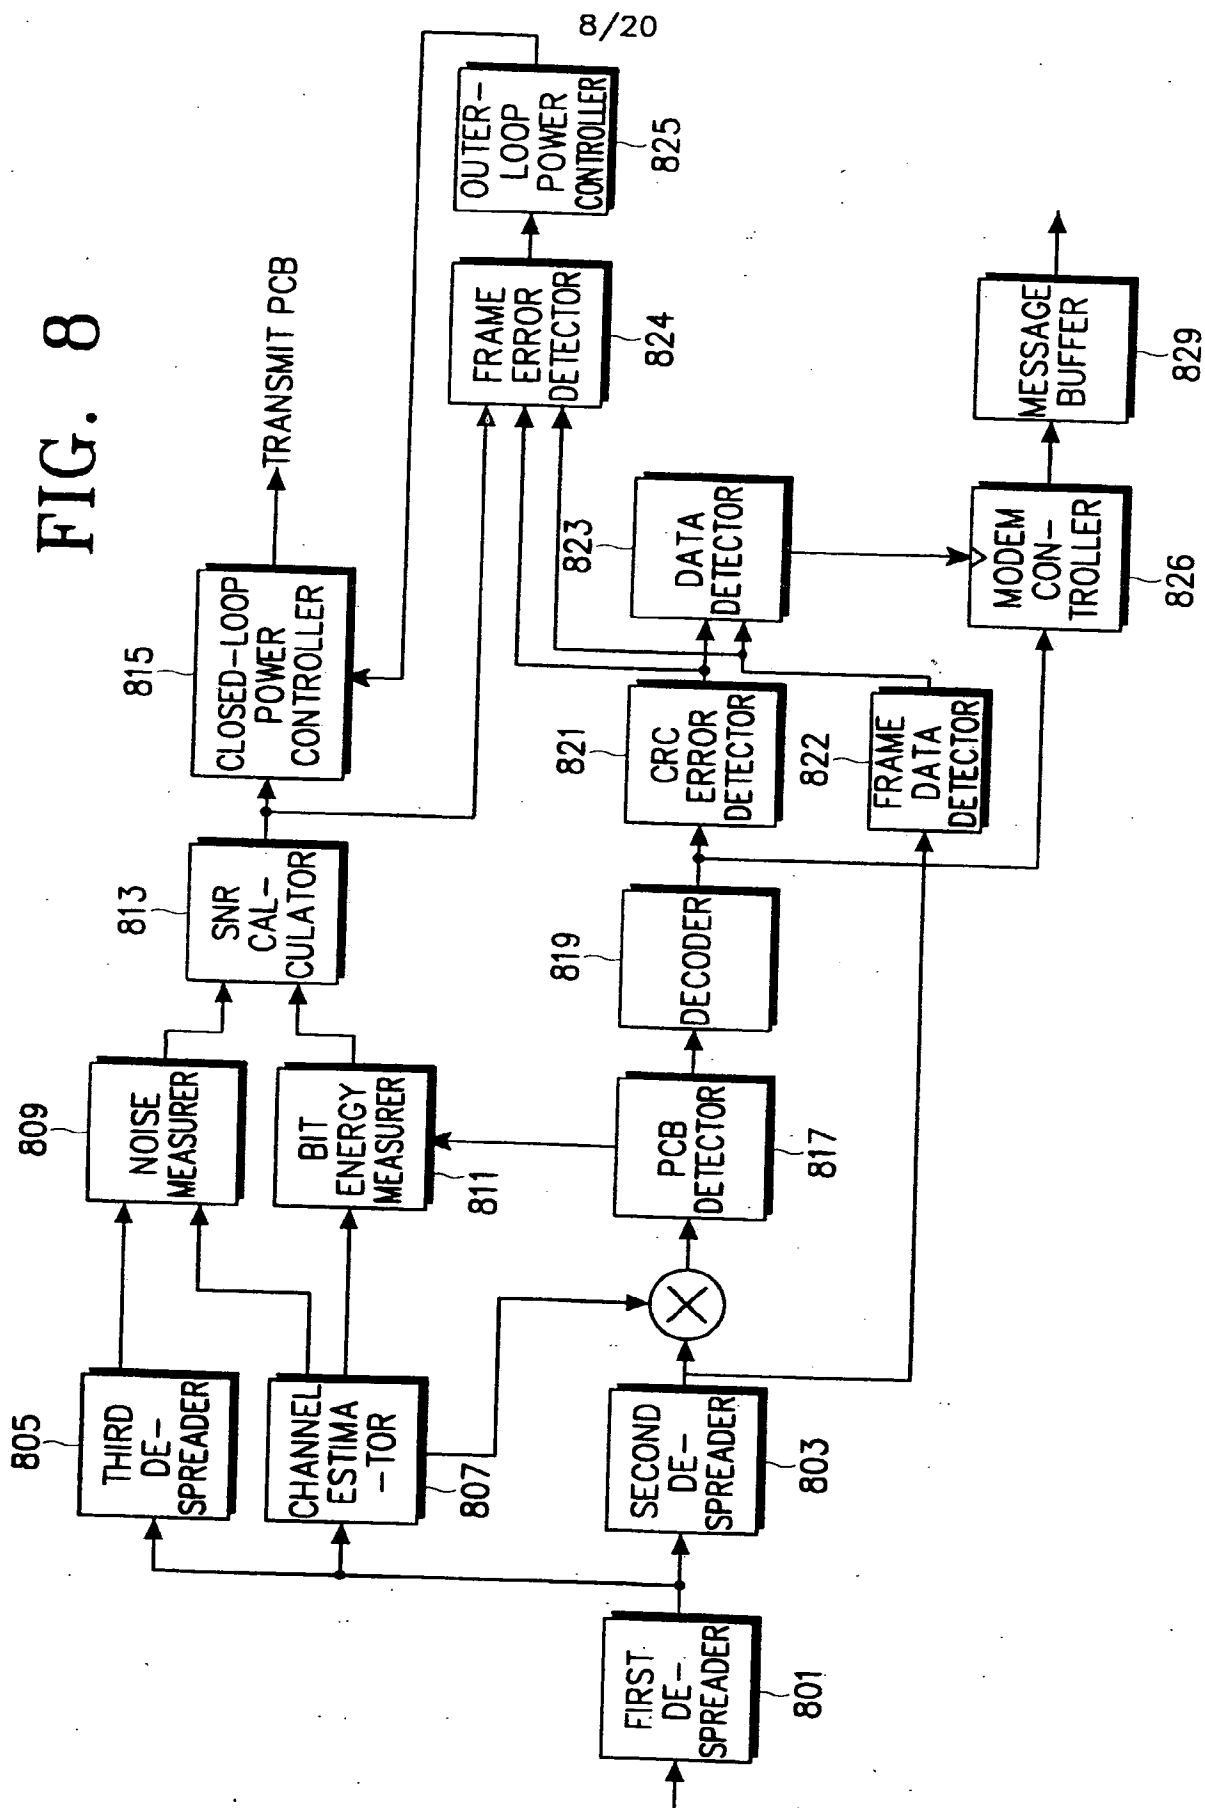 8/20
FIG. 8
THIRD
DE-
SPREADER
805
CHANNEL
ESTIMA
-TOR
807
NOISE
MEASURER
809
BIT
ENERGY
MEASURER
811
SNR
CAL-
CULATOR
813
CLOSED-LOOP
POWER
CONTROLLER
815
TRANSMIT PCB
FRAME
ERROR
DETECTOR
824
OUTER-
LOOP
POWER
CONTROLLER
825
FIRST
DE-
SPREADER
801
SECOND
DE-
SPREADER
803
PCB
DETECTOR
817
DECODER
819
CRC
ERROR
DETECTOR
821
FRAME
DATA
DETECTOR
822
DATA
DETECTOR
823
MODEM
CON-
TROLLER
826
MESSAGE
BUFFER
829